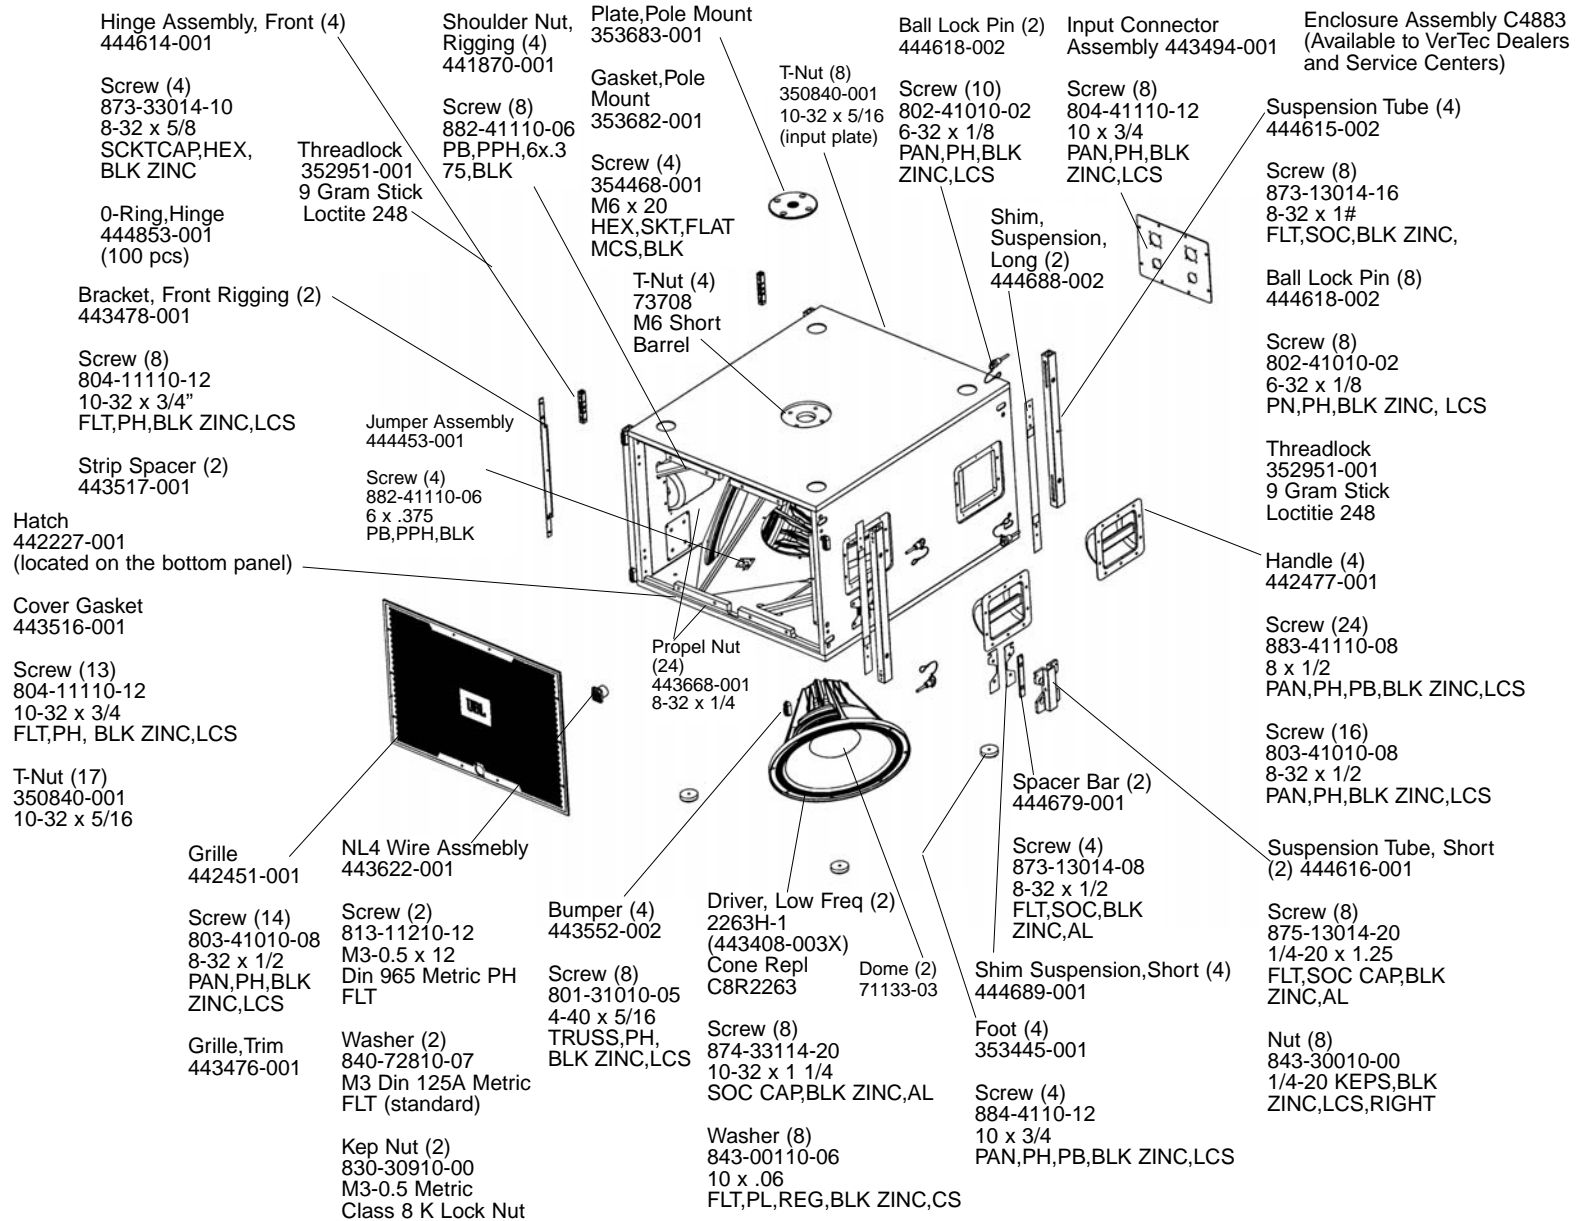 Hinge Assembly, Front (4)
444614-001
Screw (4)
873-33014-10
8-32 x 5/8
SCKTCAP,HEX,
BLK ZINC
0-Ring,Hinge
444853-001
(100 pcs)
Threadlock
352951-001
9 Gram Stick
Loctite 248
Shoulder Nut,
Rigging (4)
441870-001
Screw (8)
882-41110-06
PB,PPH,6x.3
75,BLK
Plate,Pole Mount
353683-001
Gasket,Pole
Mount
353682-001
Screw (4)
354468-001
M6 x 20
HEX,SKT,FLAT
MCS,BLK
T-Nut (4)
73708
M6 Short
Barrel
T-Nut (8)
350840-001
10-32 x 5/16
(input plate)
Ball Lock Pin (2)
444618-002
Screw (10)
802-41010-02
6-32 x 1/8
PAN,PH,BLK
ZINC,LCS
Shim,
Suspension,
Long (2)
444688-002
Input Connector
Assembly 443494-001
Screw (8)
804-41110-12
10 x 3/4
PAN,PH,BLK
ZINC,LCS
Enclosure Assembly C4883
(Available to VerTec Dealers
and Service Centers)
Suspension Tube (4)
444615-002
Screw (8)
873-13014-16
8-32 x 1#
FLT,SOC,BLK ZINC,
Ball Lock Pin (8)
444618-002
Screw (8)
802-41010-02
6-32 x 1/8
PN,PH,BLK ZINC, LCS
Threadlock
352951-001
9 Gram Stick
Loctitie 248
Handle (4)
442477-001
Screw (24)
883-41110-08
8 x 1/2
PAN,PH,PB,BLK ZINC,LCS
Screw (16)
803-41010-08
8-32 x 1/2
PAN,PH,BLK ZINC,LCS
Bracket, Front Rigging (2)
443478-001
Screw (8)
804-11110-12
10-32 x 3/4”
FLT,PH,BLK ZINC,LCS
Strip Spacer (2)
443517-001
Jumper Assembly
444453-001
Screw (4)
882-41110-06
6 x .375
PB,PPH,BLK
Hatch
442227-001
(located on the bottom panel)
Cover Gasket
443516-001
Screw (13)
804-11110-12
10-32 x 3/4
FLT,PH, BLK ZINC,LCS
T-Nut (17)
350840-001
10-32 x 5/16
JBL
Propel Nut
(24)
443668-001
8-32 x 1/4
Grille
442451-001
Screw (14)
803-41010-08
8-32 x 1/2
PAN,PH,BLK
ZINC,LCS
Grille,Trim
443476-001
NL4 Wire Assmebly
443622-001
Screw (2)
813-11210-12
M3-0.5 x 12
Din 965 Metric PH
FLT
Washer (2)
840-72810-07
M3 Din 125A Metric
FLT (standard)
Kep Nut (2)
830-30910-00
M3-0.5 Metric
Class 8 K Lock Nut
Bumper (4)
443552-002
Screw (8)
801-31010-05
4-40 x 5/16
TRUSS,PH,
BLK ZINC,LCS
Driver, Low Freq (2)
2263H-1
(443408-003X)
Cone Repl
C8R2263
Screw (8)
874-33114-20
10-32 x 1 1/4
SOC CAP,BLK ZINC,AL
Washer (8)
843-00110-06
10 x .06
FLT,PL,REG,BLK ZINC,CS
Dome (2)
71133-03
Spacer Bar (2)
444679-001
Screw (4)
873-13014-08
8-32 x 1/2
FLT,SOC,BLK
ZINC,AL
Shim Suspension,Short (4)
444689-001
Foot (4)
353445-001
Screw (4)
884-4110-12
10 x 3/4
PAN,PH,PB,BLK ZINC,LCS
Suspension Tube, Short
(2) 444616-001
Screw (8)
875-13014-20
1/4-20 x 1.25
FLT,SOC CAP,BLK
ZINC,AL
Nut (8)
843-30010-00
1/4-20 KEPS,BLK
ZINC,LCS,RIGHT